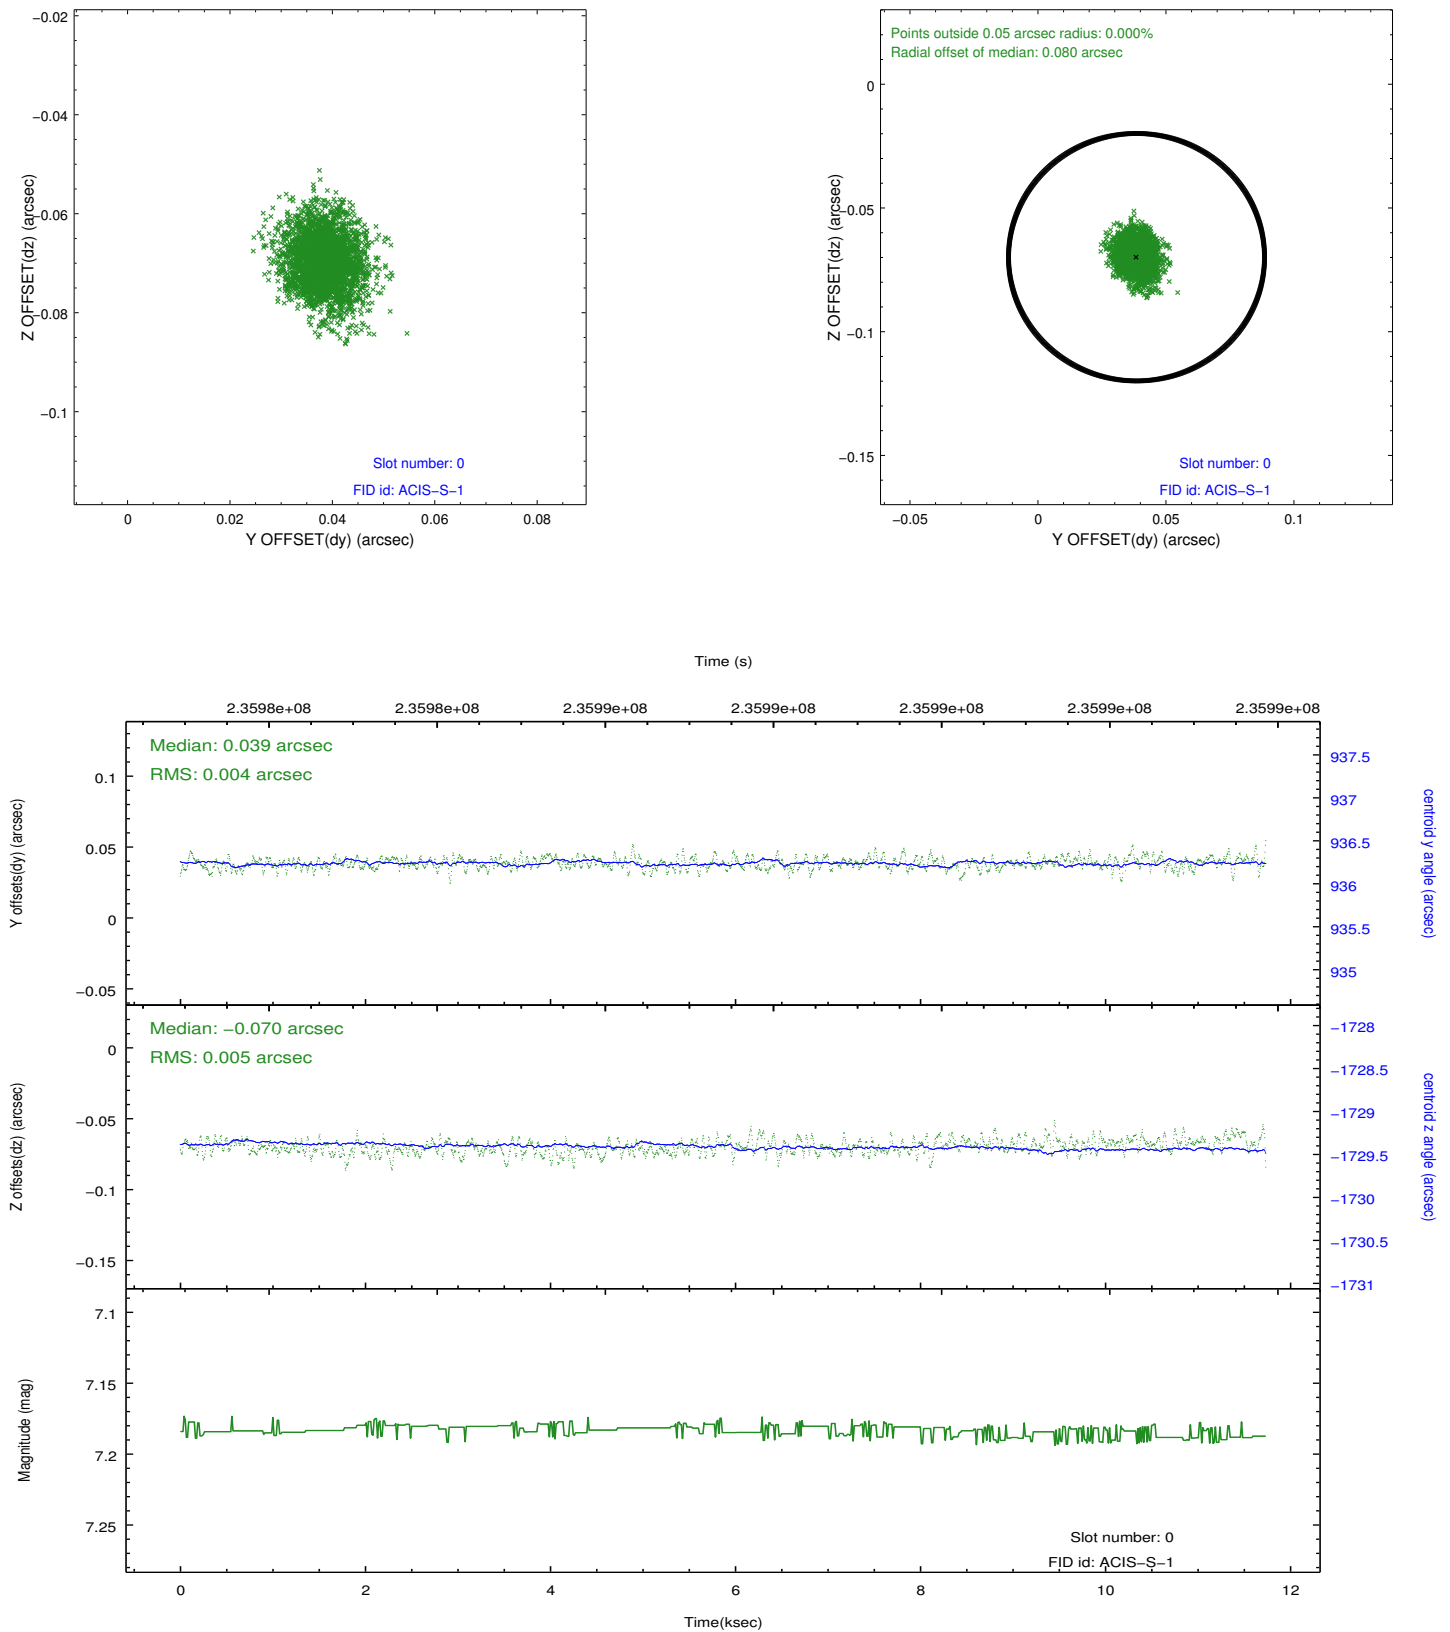 −0.02
−0.04
−0.06
−0.08
−0.1
Z OFFSET(dz) (arcsec)
Slot number: 0
FID id: ACIS−S−1
0
0.02
0.04
0.06
0.08
Y OFFSET(dy) (arcsec)
Points outside 0.05 arcsec radius: 0.000%
Radial offset of median: 0.080 arcsec
0
−0.05
−0.1
−0.15
Z OFFSET(dz) (arcsec)
Slot number: 0
FID id: ACIS−S−1
−0.05
0
0.05
0.1
Y OFFSET(dy) (arcsec)
Time (s)
2.3598e+08
2.3598e+08
2.3599e+08
2.3599e+08
2.3599e+08
2.3599e+08
2.3599e+08
Median: 0.039 arcsec
RMS: 0.004 arcsec
0.1
0.05
0
−0.05
Y offsets(dy) (arcsec)
937.5
937
936.5
936
935.5
935
centroid y angle (arcsec)
Median: −0.070 arcsec
RMS: 0.005 arcsec
0
−0.05
−0.1
−0.15
Z offsets(dz) (arcsec)
−1728
−1728.5
−1729
−1729.5
−1730
−1730.5
−1731
centroid z angle (arcsec)
7.1
7.15
7.2
7.25
Magnitude (mag)
Slot number: 0
FID id: ACIS−S−1
0
2
4
6
8
10
12
Time(ksec)